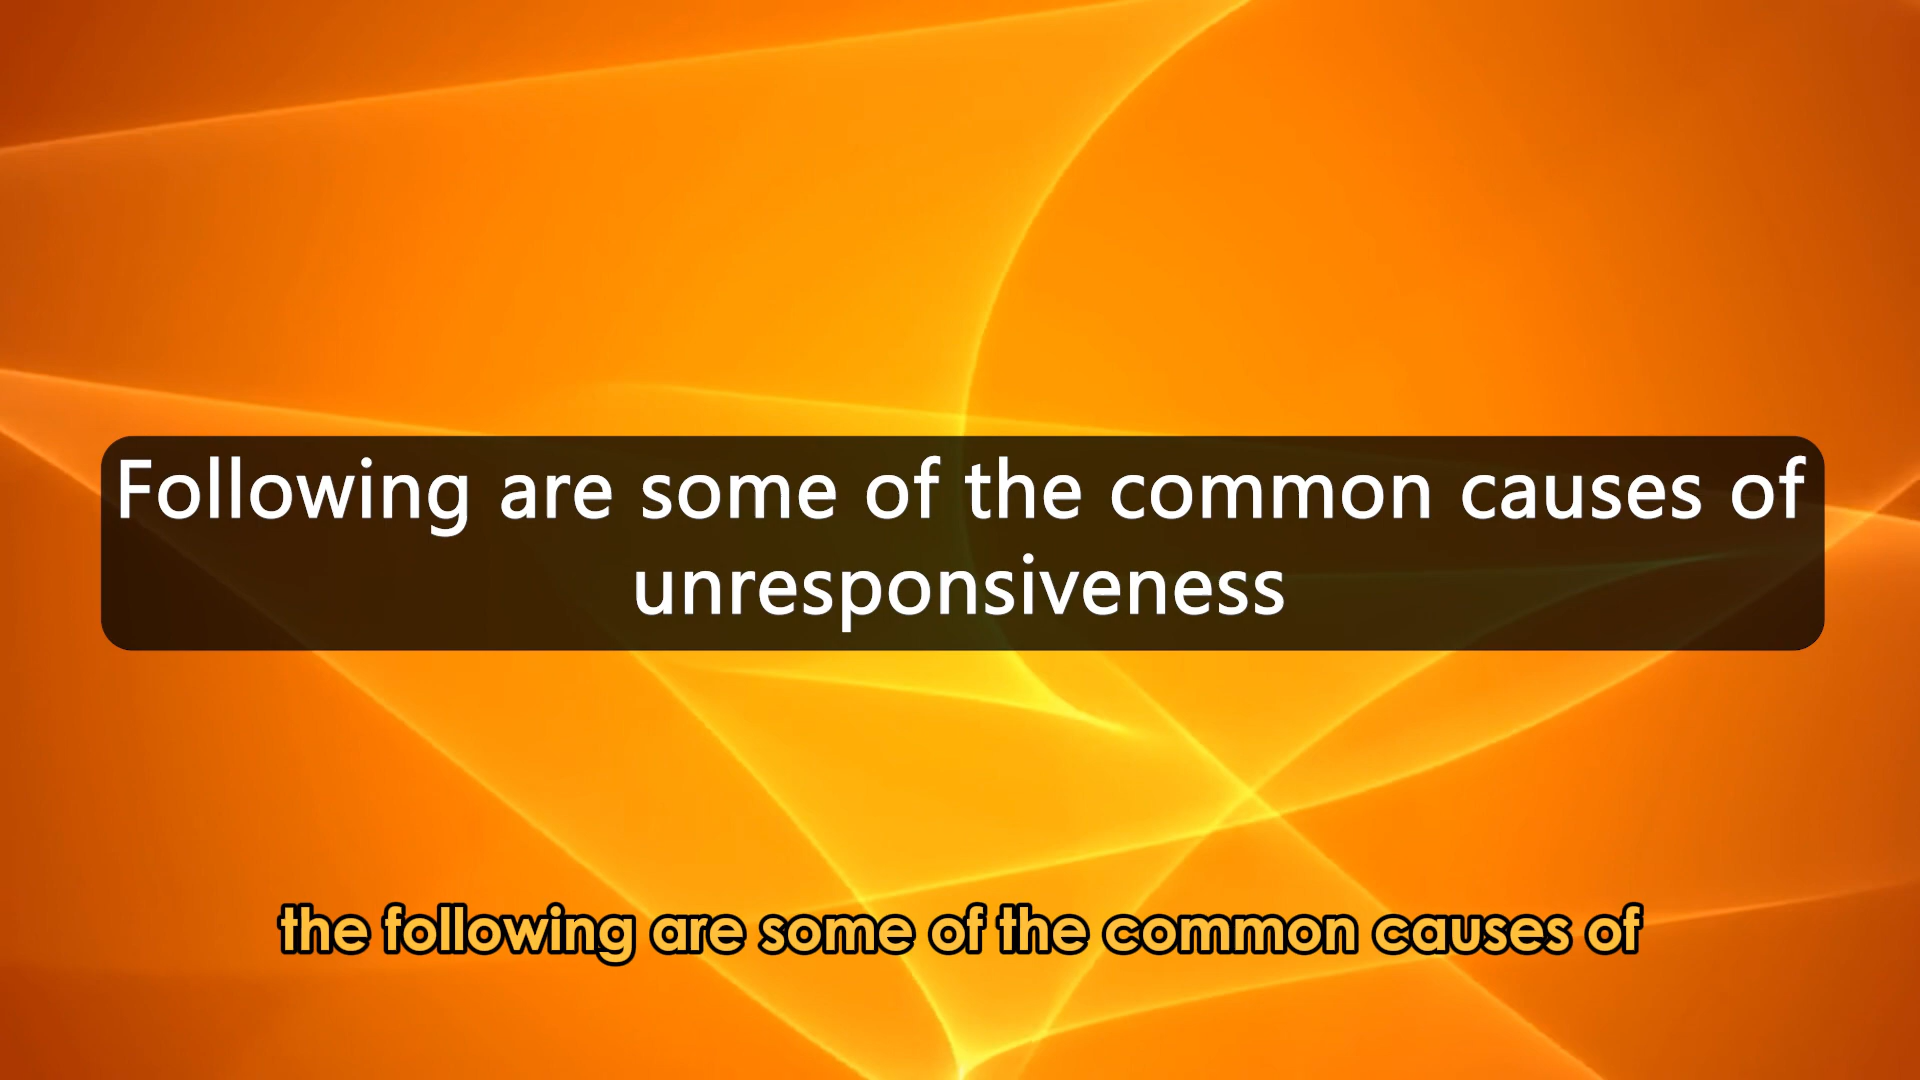 Following are some of the common causes of
unresponsiveness
the following are some of the common causes of